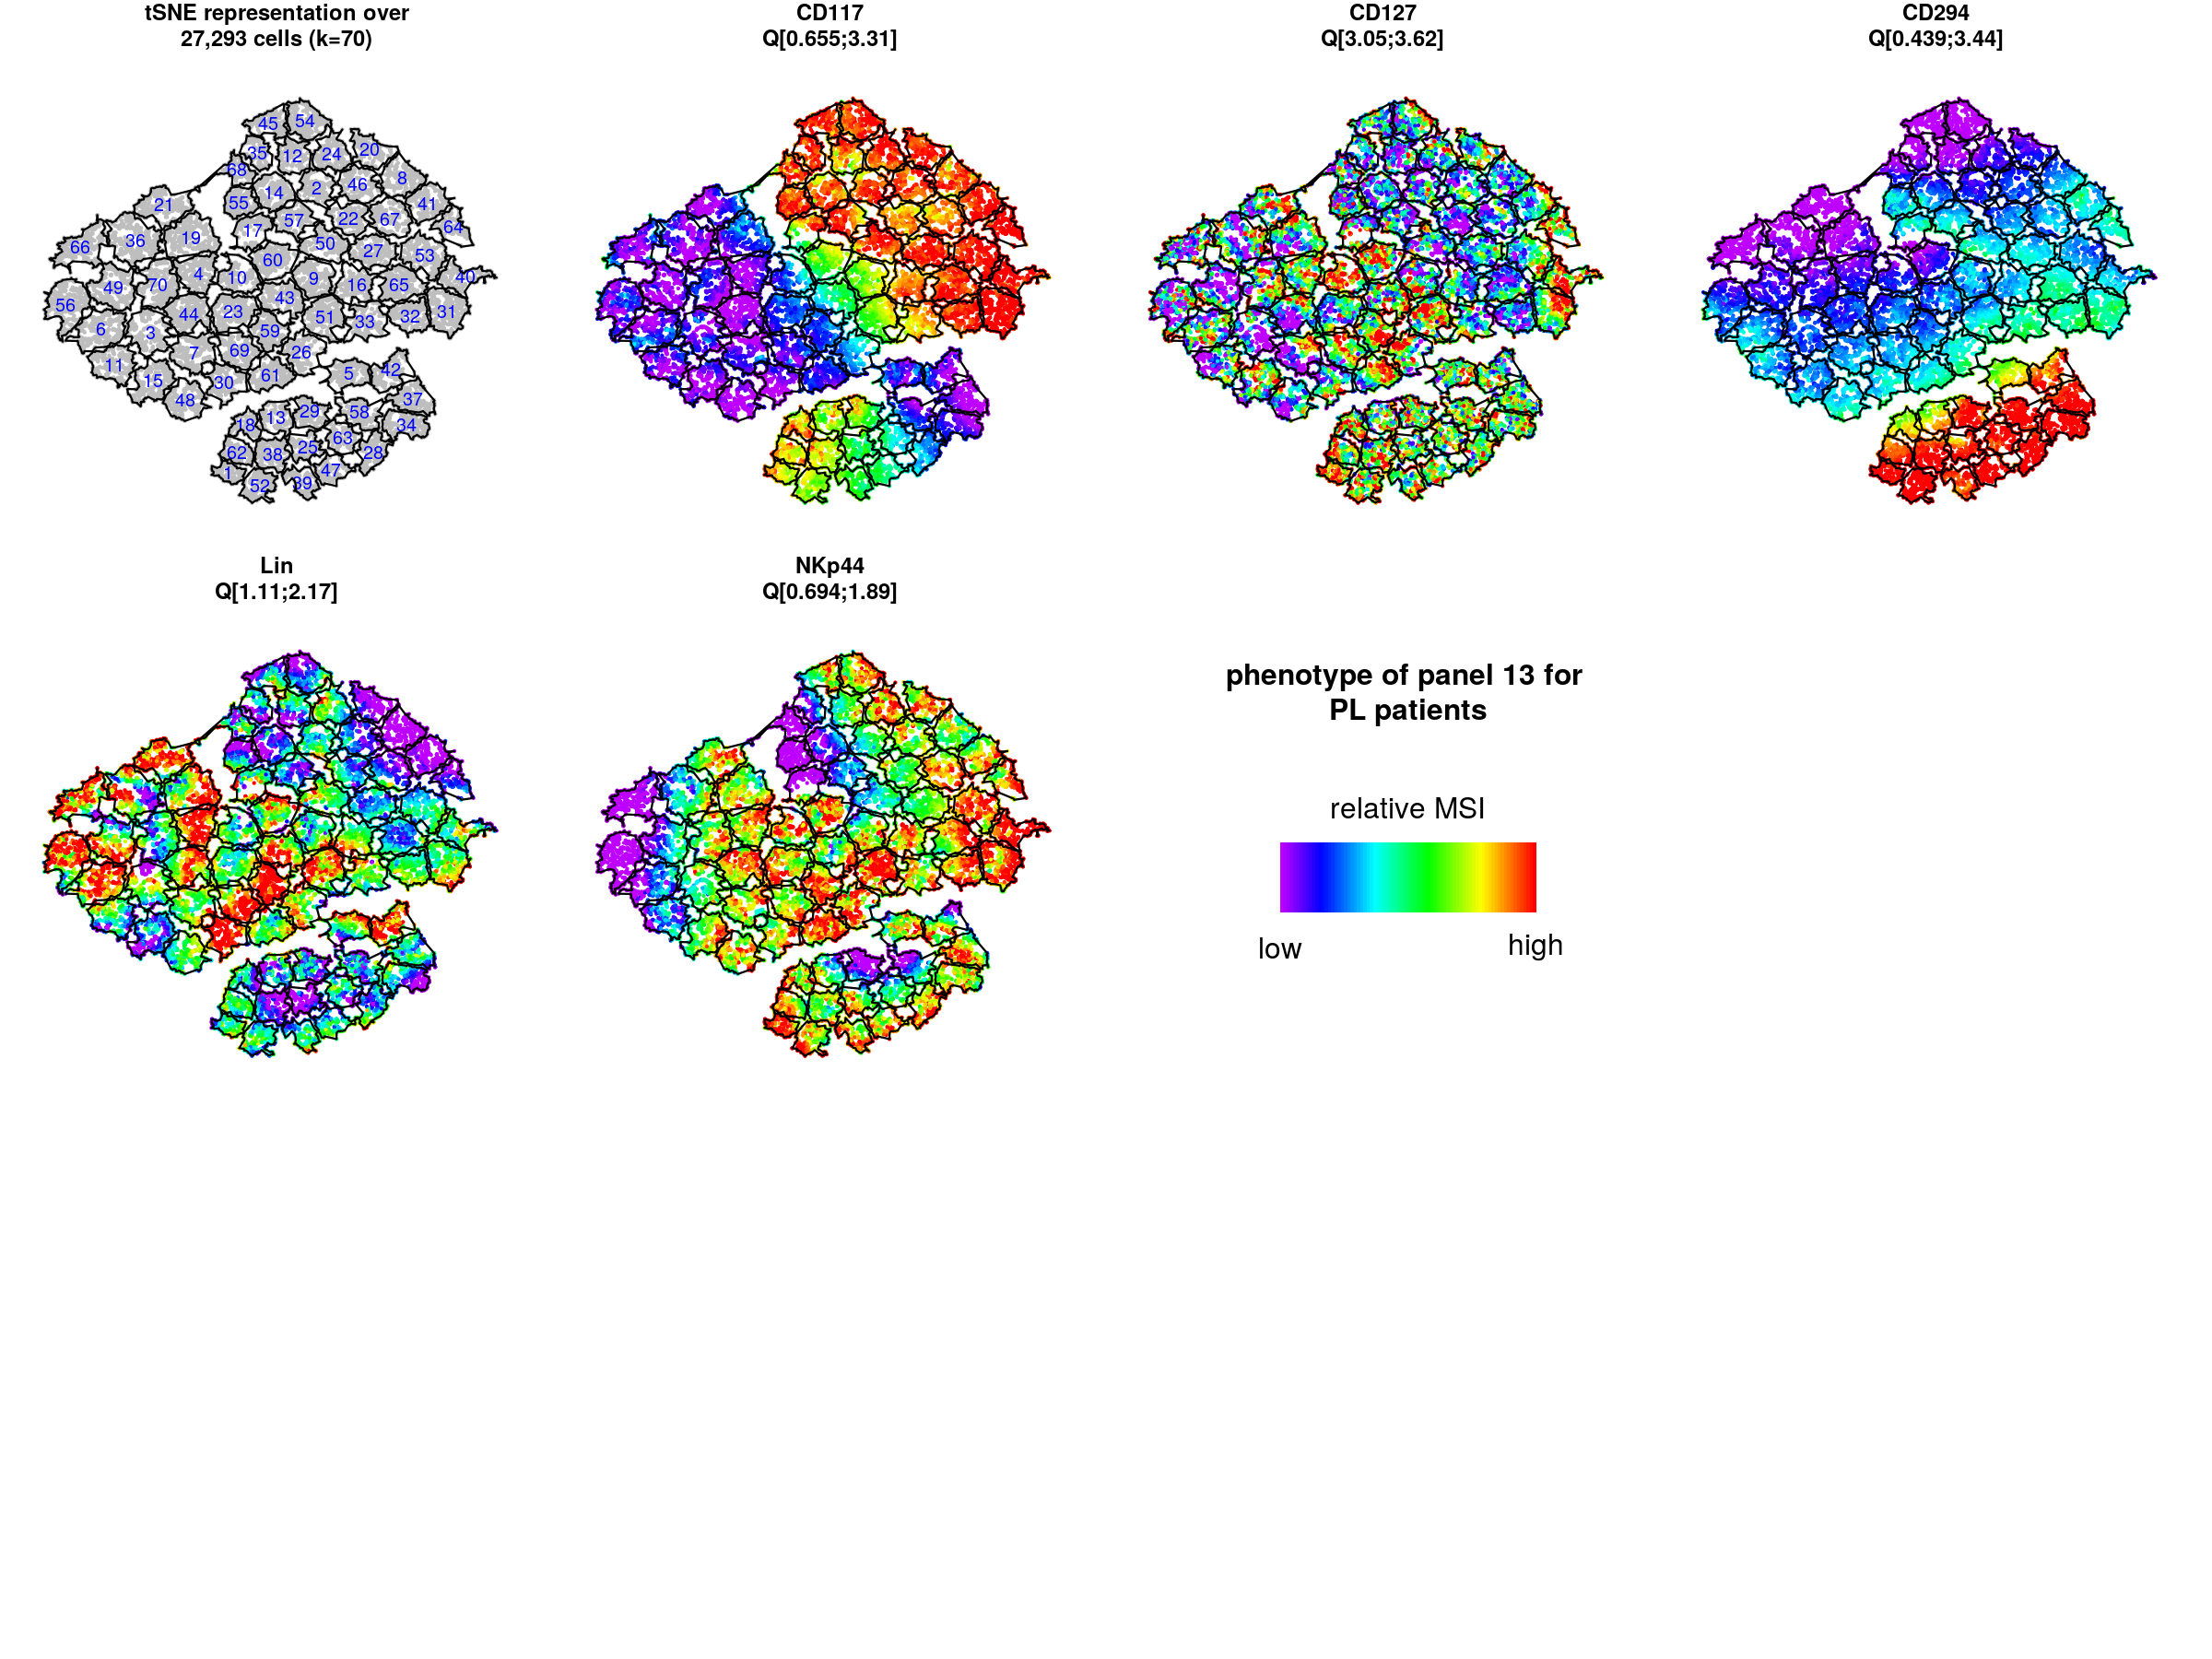 tSNE representation over
27,293 cells (k=70)
CD117
Q[0.655;3.31]
CD127
Q[3.05;3.62]
CD294
Q[0.439;3.44]
45 54
35 12 24 20
68
14 2 46 8
21 55 41
57 22 67 64
66 36 19 17
50 27 53
60
49 70 4 10 9 16 65 40
56 43
44 23 51 33 32 31
6 3 59
7 69 26
11 15 30 61 5 42
48 37
18 13 29 58 34
62 38 25 63 28
1 52 39 47
Lin
Q[1.11;2.17]
NKp44
Q[0.694;1.89]
phenotype of panel 13 for
PL patients
relative MSI
low high